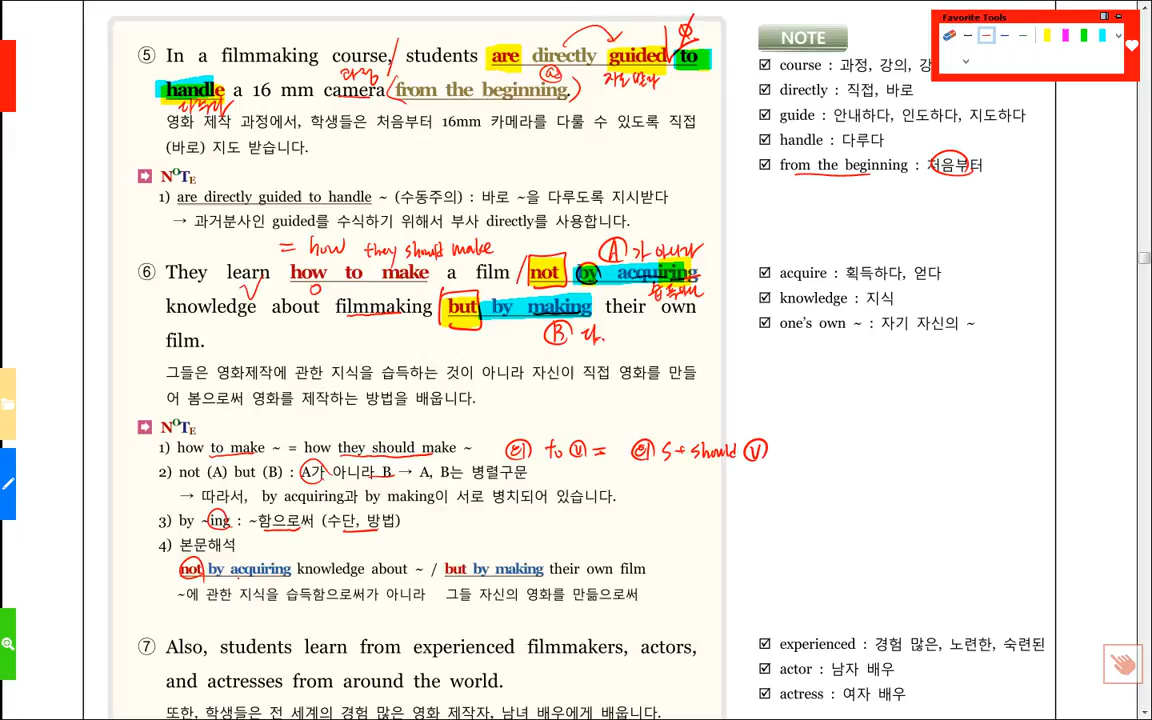 Favorite Tools
⑤ In a filmmaking course, students are directly guided to
과정
지도 받다
handle a 16 mm camera (from the beginning.)
다루다
영화 제작 과정에서, 학생들은 처음부터 16mm 카메라를 다룰 수 있도록 직접
(바로) 지도 받습니다.
NOTE
1) are directly guided to handle ~ (수동주의) : 바로 ~을 다루도록 지시받다
→ 과거분사인 guided를 수식하기 위해서 부사 directly를 사용합니다.
= how they should make
Ⓐ가 아니라
⑥ They learn how to make a film / not by acquiring
습득하다
knowledge about filmmaking but by making their own
Ⓑ 다.
film.
그들은 영화제작에 관한 지식을 습득하는 것이 아니라 자신이 직접 영화를 만들
어 봄으로써 영화를 제작하는 방법을 배웁니다.
NOTE
1) how to make ~ = how they should make ~
의 to Ⓥ = 의 S + should Ⓥ
2) not (A) but (B) : A가 아니라 B → A, B는 병렬구문
→ 따라서, by acquiring과 by making이 서로 병치되어 있습니다.
3) by ~ing : ~함으로써 (수단, 방법)
4) 본문해석
not by acquiring knowledge about ~ / but by making their own film
~에 관한 지식을 습득함으로써가 아니라 그들 자신의 영화를 만듦으로써
⑦ Also, students learn from experienced filmmakers, actors,
and actresses from around the world.
또한, 학생들은 전 세계의 경험 많은 영화 제작자, 남녀 배우에게 배웁니다.
NOTE
☑ course : 과정, 강의,
☑ directly : 직접, 바로
☑ guide : 안내하다, 인도하다, 지도하다
☑ handle : 다루다
☑ from the beginning : 처음부터
☑ acquire : 획득하다, 얻다
☑ knowledge : 지식
☑ one's own ~ : 자기 자신의 ~
☑ experienced : 경험 많은, 노련한, 숙련된
☑ actor : 남자 배우
☑ actress : 여자 배우